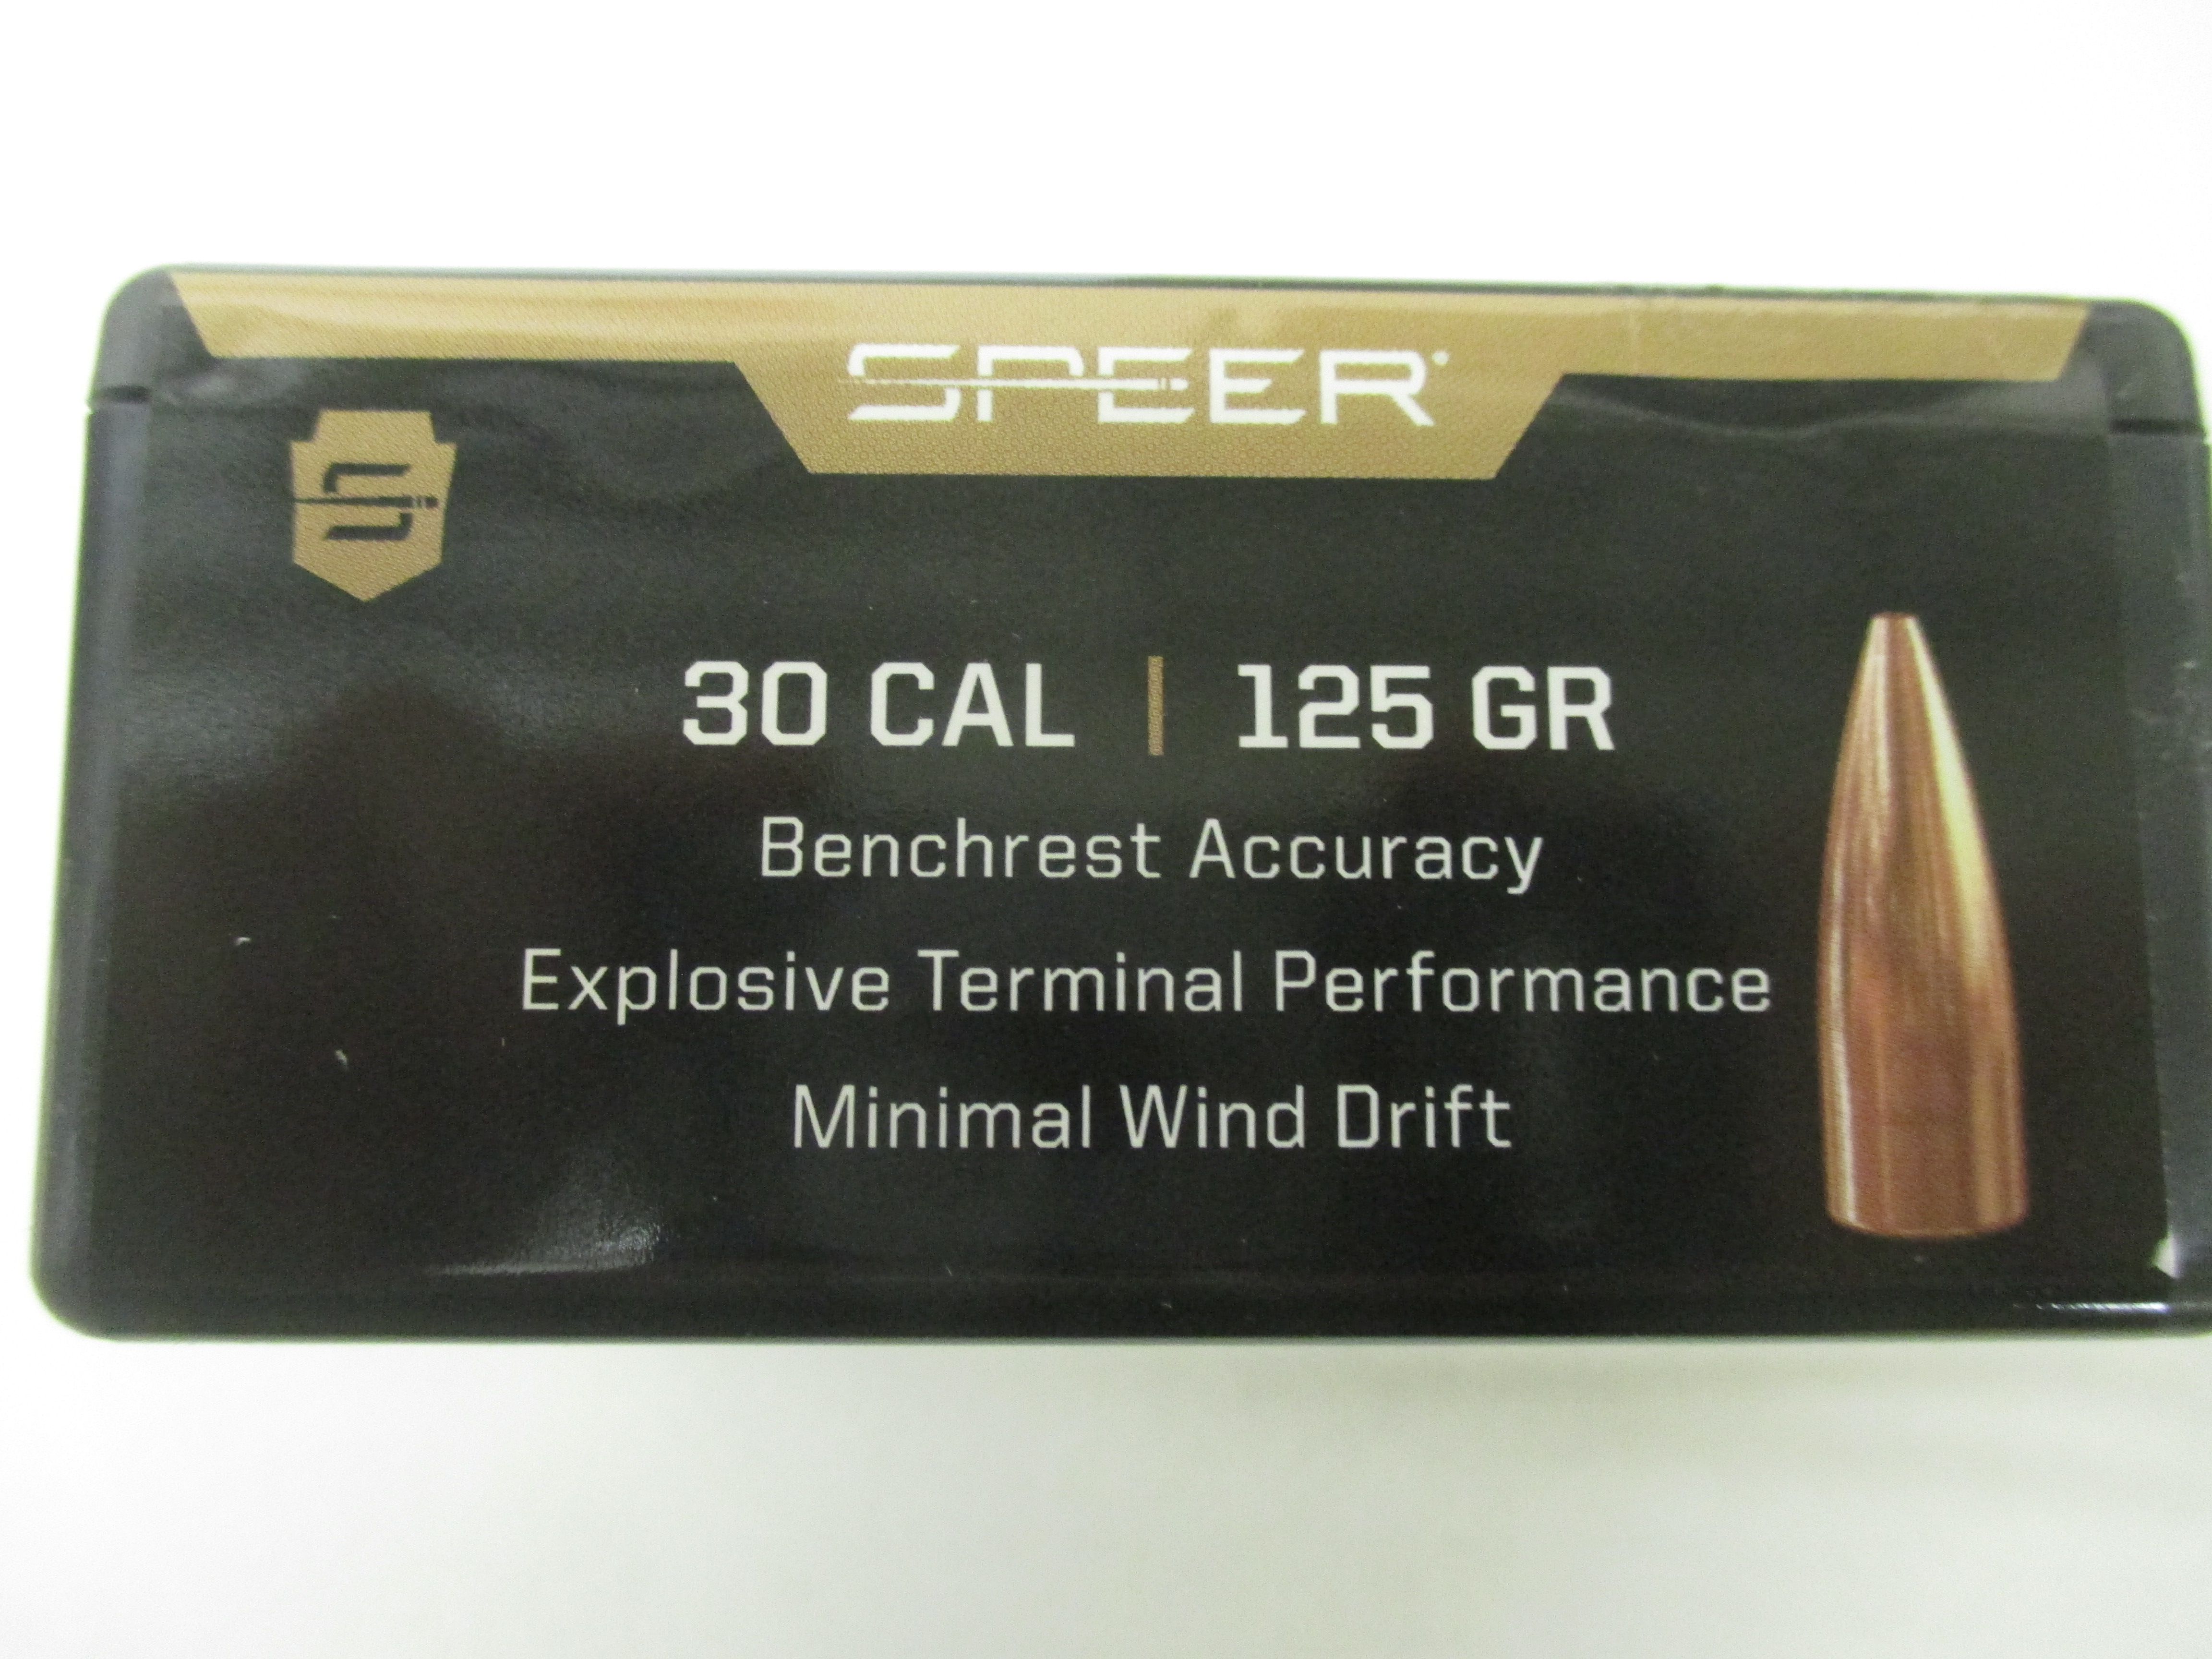 SPEER
S
30 CAL | 125 GR
Benchrest Accuracy
Explosive Terminal Performance
Minimal Wind Drift